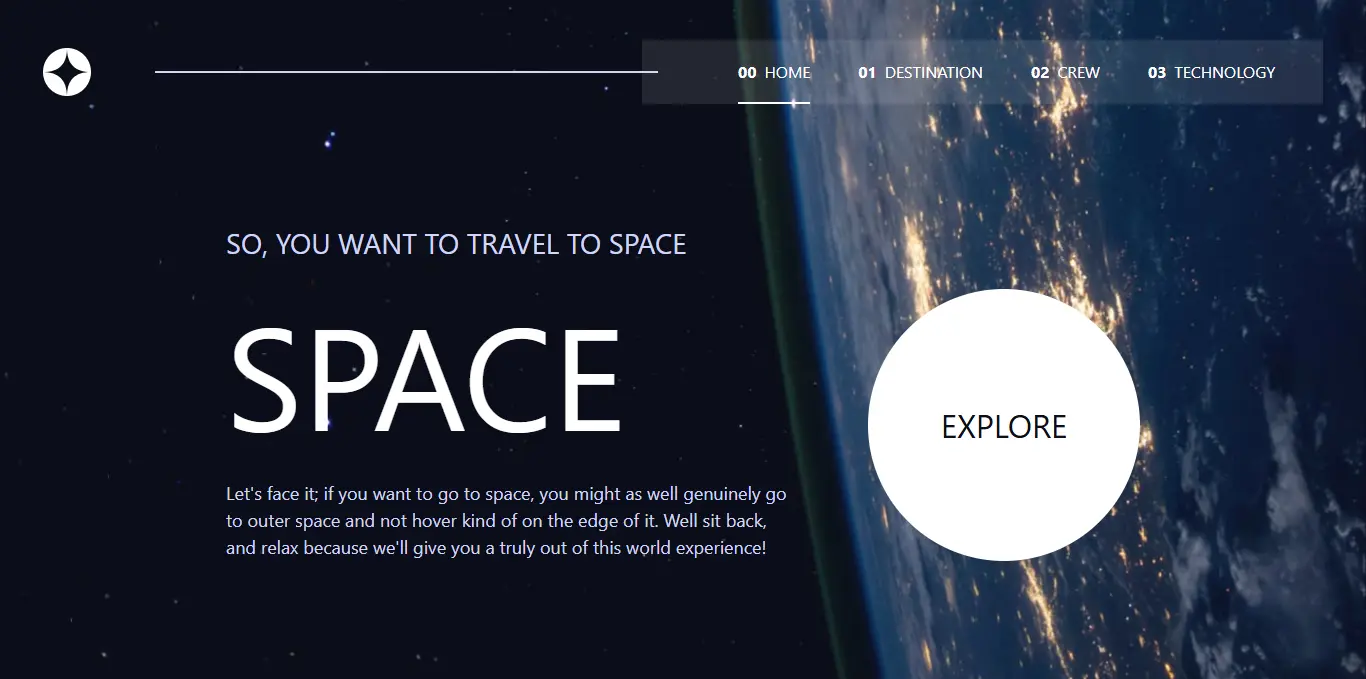 00 HOME 01 DESTINATION 02 CREW 03 TECHNOLOGY
SO, YOU WANT TO TRAVEL TO SPACE
SPACE
EXPLORE
Let's face it; if you want to go to space, you might as well genuinely go
to outer space and not hover kind of on the edge of it. Well sit back,
and relax because we'll give you a truly out of this world experience!